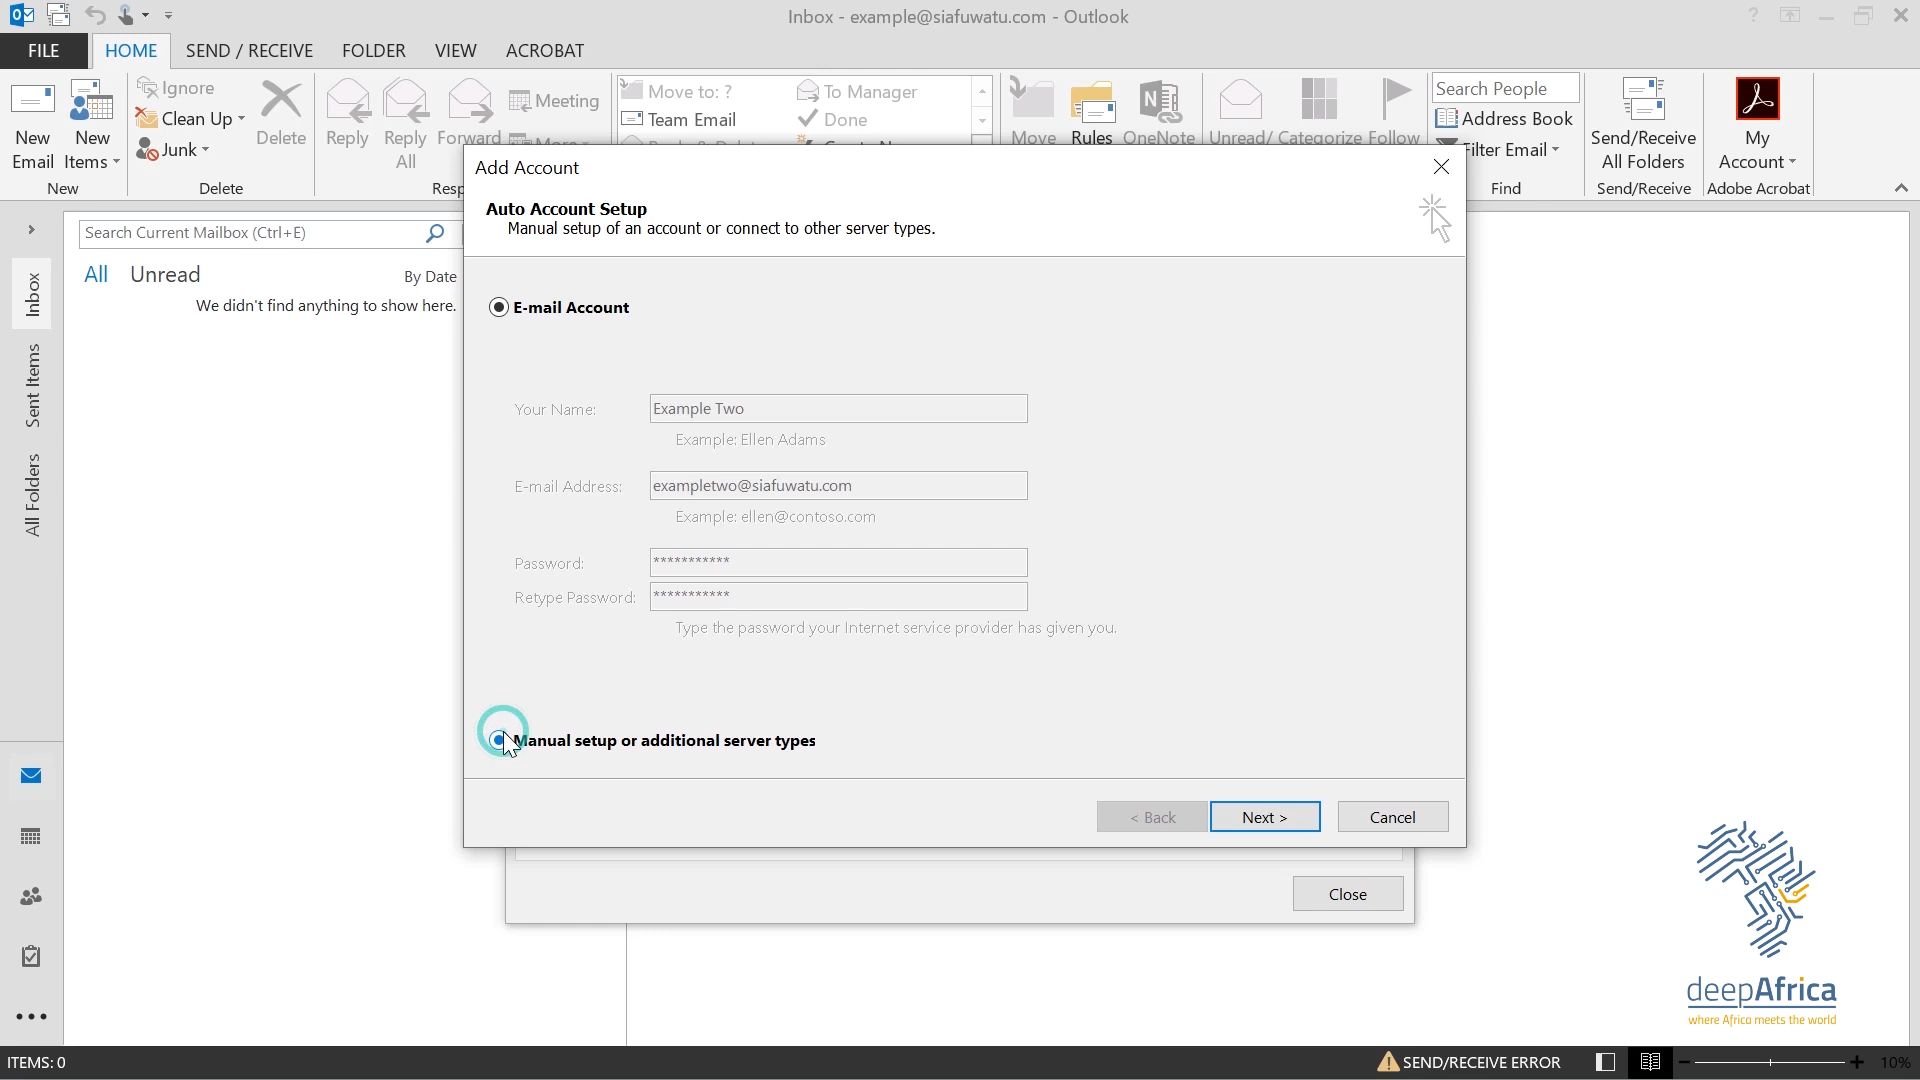 Inbox - example@siafuwatu.com - Outlook
FILE
HOME
SEND / RECEIVE
FOLDER
VIEW
ACROBAT
New Email
New Items
New
Ignore
Clean Up
Junk
Delete
Delete
Reply
Reply All
Forward
Meeting
More
Resp
Move to: ?
Team Email
To Manager
Done
Move
Rules
OneNote
Unread/
Categorize
Follow
Search People
Address Book
Filter Email
Find
Send/Receive
All Folders
Send/Receive
My
Account
Adobe Acrobat
Inbox
Sent Items
All Folders
Search Current Mailbox (Ctrl+E)
All
Unread
By Date
We didn't find anything to show here.
Add Account
Auto Account Setup
Manual setup of an account or connect to other server types.
E-mail Account
Your Name:
Example Two
Example: Ellen Adams
E-mail Address:
exampletwo@siafuwatu.com
Example: ellen@contoso.com
Password:
***********
Retype Password:
***********
Type the password your Internet service provider has given you.
Manual setup or additional server types
< Back
Next >
Cancel
Close
deepAfrica
where Africa meets the world
ITEMS: 0
SEND/RECEIVE ERROR
10%